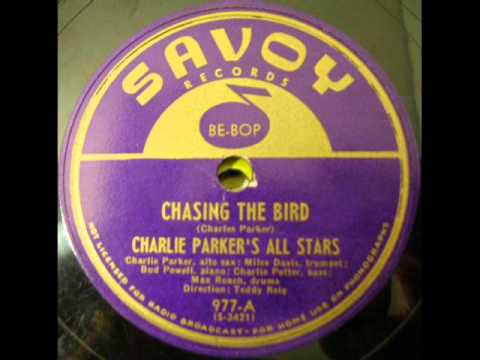 SAVOY
RECORDS
BE-BOP
CHASING THE BIRD
(Charles Parker)
CHARLIE PARKER'S ALL STARS
Charlie Parker, alto sax; Miles Davis, trumpet;
Bud Powell, piano; Charlie Potter, bass;
Max Roach, drums
Direction: Teddy Reig
977-A
(S-3421)
NOT LICENSED FOR RADIO BROADCAST - FOR HOME USE ON PHONOGRAPHS